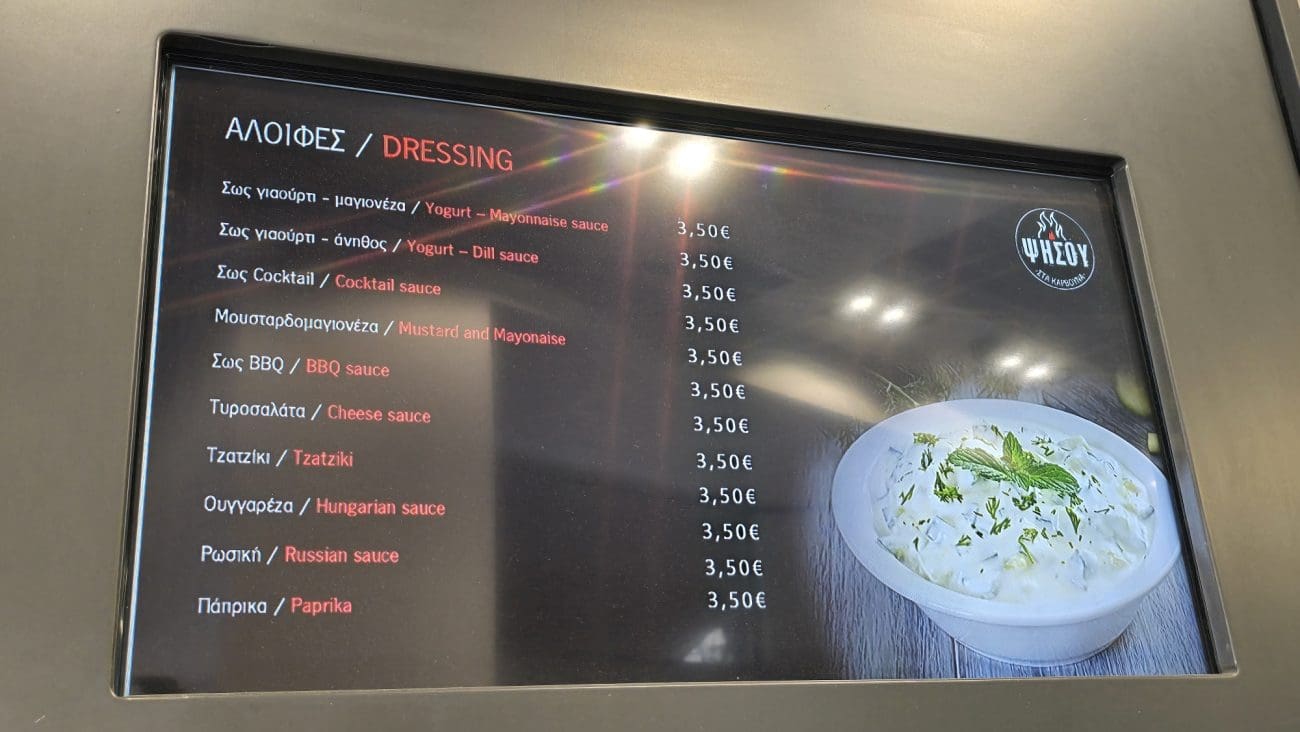 ΑΛΟΙΦΕΣ / DRESSING
Σως γιαούρτι - μαγιονέζα / Yogurt – Mayonnaise sauce
Σως γιαούρτι - άνηθος / Yogurt – Dill sauce
Σως Cocktail / Cocktail sauce
Μουσταρδομαγιονέζα / Mustard and Mayonaise
Σως BBQ / BBQ sauce
Τυροσαλάτα / Cheese sauce
Τζατζίκι / Tzatziki
Ουγγαρέζα / Hungarian sauce
Ρωσική / Russian sauce
Πάπρικα / Paprika
3,50€
3,50€
3,50€
3,50€
3,50€
3,50€
3,50€
3,50€
3,50€
3,50€
3,50€
3,50€
ΨΗΣΟΥ
ΣΤΑ ΚΑΡΒΟΥΝΑ